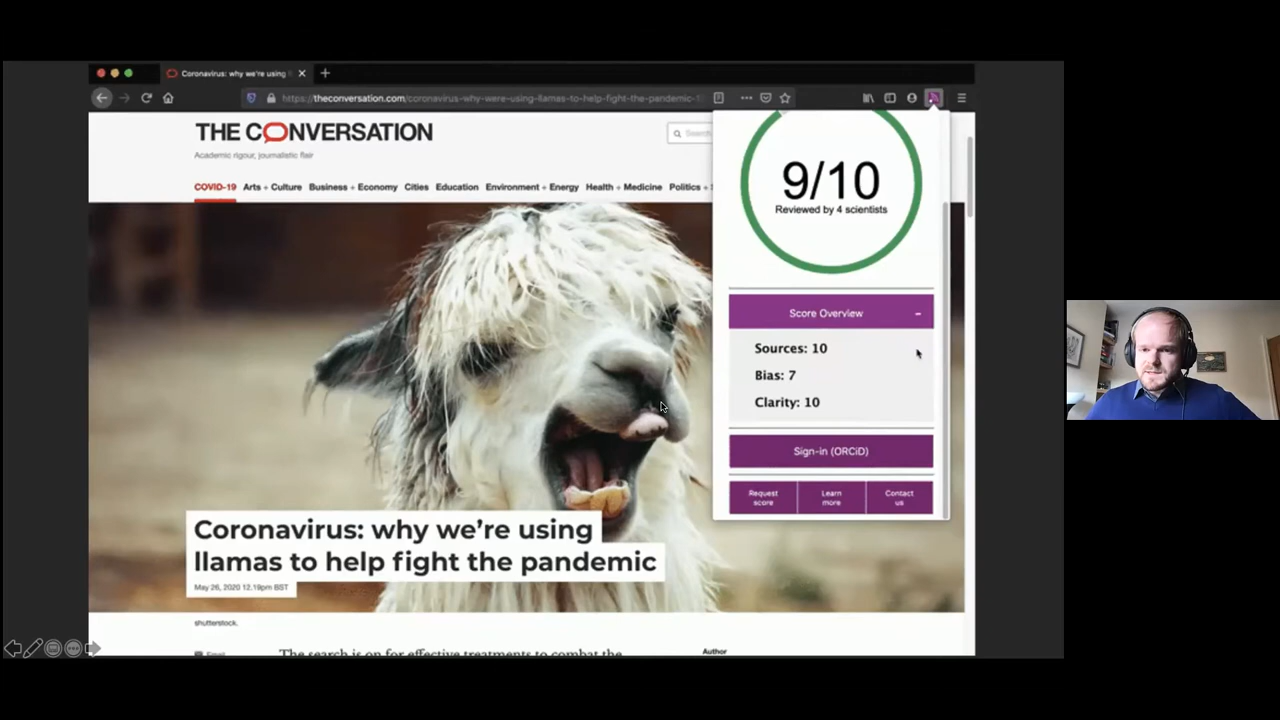 Coronavirus: why we're using
https://theconversation.com/coronavirus-why-were-using-llamas-to-help-fight-the-pandemic-1
THE CONVERSATION
Academic rigour, journalistic flair
Search
COVID-19 Arts + Culture Business + Economy Cities Education Environment + Energy Health + Medicine Politics +
9/10
Reviewed by 4 scientists
Score Overview
Sources: 10
Bias: 7
Clarity: 10
Sign-in (ORCiD)
Request score
Learn more
Contact us
Coronavirus: why we're using
llamas to help fight the pandemic
May 26, 2020 12.19pm BST
shutterstock.
Email
The search is on for effective treatments to combat the
Author